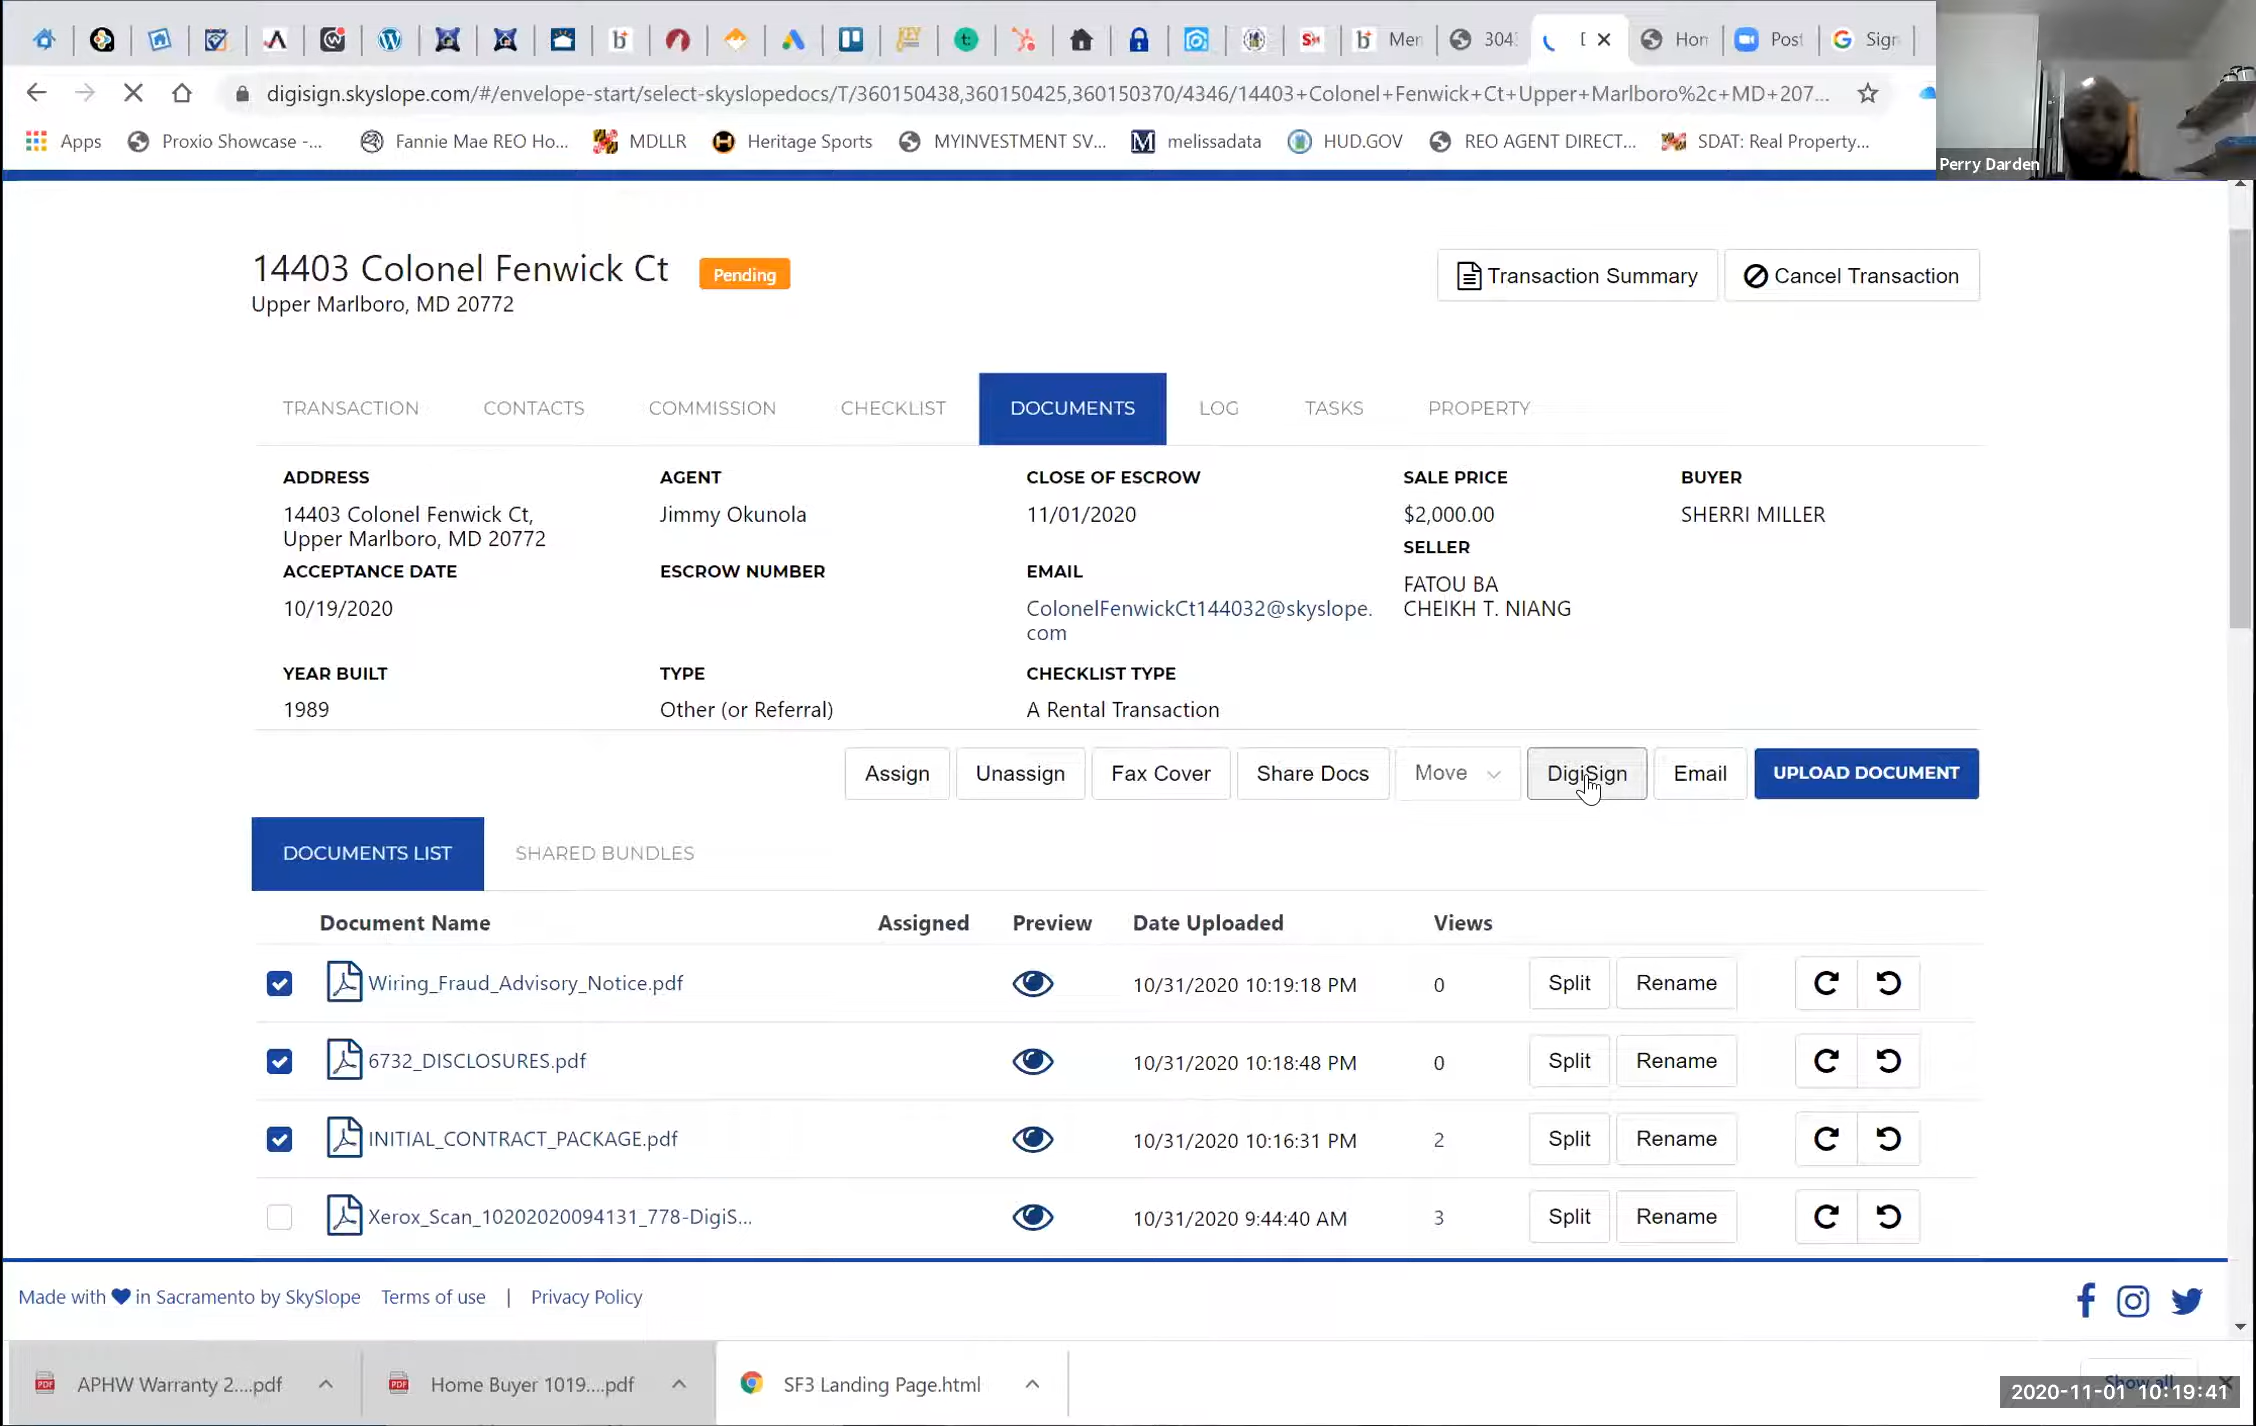 Mer
304
[
Hon
Post
Sign
digisign.skyslope.com/#/envelope-start/select-skyslopedocs/T/360150438,360150425,360150370/4346/14403+Colonel+Fenwick+Ct+Upper+Marlboro%2c+MD+207...
Apps
Proxio Showcase -...
Fannie Mae REO Ho...
MDLLR
Heritage Sports
MYINVESTMENT SV...
melissadata
HUD.GOV
REO AGENT DIRECT...
SDAT: Real Property...
Perry Darden
14403 Colonel Fenwick Ct
Pending
Upper Marlboro, MD 20772
Transaction Summary
Cancel Transaction
TRANSACTION
CONTACTS
COMMISSION
CHECKLIST
DOCUMENTS
LOG
TASKS
PROPERTY
ADDRESS
14403 Colonel Fenwick Ct,
Upper Marlboro, MD 20772
AGENT
Jimmy Okunola
CLOSE OF ESCROW
11/01/2020
SALE PRICE
$2,000.00
BUYER
SHERRI MILLER
ACCEPTANCE DATE
10/19/2020
ESCROW NUMBER
EMAIL
ColonelFenwickCt144032@skyslope.
com
SELLER
FATOU BA
CHEIKH T. NIANG
YEAR BUILT
1989
TYPE
Other (or Referral)
CHECKLIST TYPE
A Rental Transaction
Assign
Unassign
Fax Cover
Share Docs
Move
DigiSign
Email
UPLOAD DOCUMENT
DOCUMENTS LIST
SHARED BUNDLES
Document Name Assigned Preview Date Uploaded Views
Wiring_Fraud_Advisory_Notice.pdf 10/31/2020 10:19:18 PM 0 Split Rename
6732_DISCLOSURES.pdf 10/31/2020 10:18:48 PM 0 Split Rename
INITIAL_CONTRACT_PACKAGE.pdf 10/31/2020 10:16:31 PM 2 Split Rename
Xerox_Scan_10202020094131_778-DigiS... 10/31/2020 9:44:40 AM 3 Split Rename
Made with in Sacramento by SkySlope Terms of use | Privacy Policy
APHW Warranty 2....pdf
Home Buyer 1019....pdf
SF3 Landing Page.html
Show all
2020-11-01 10:19:41